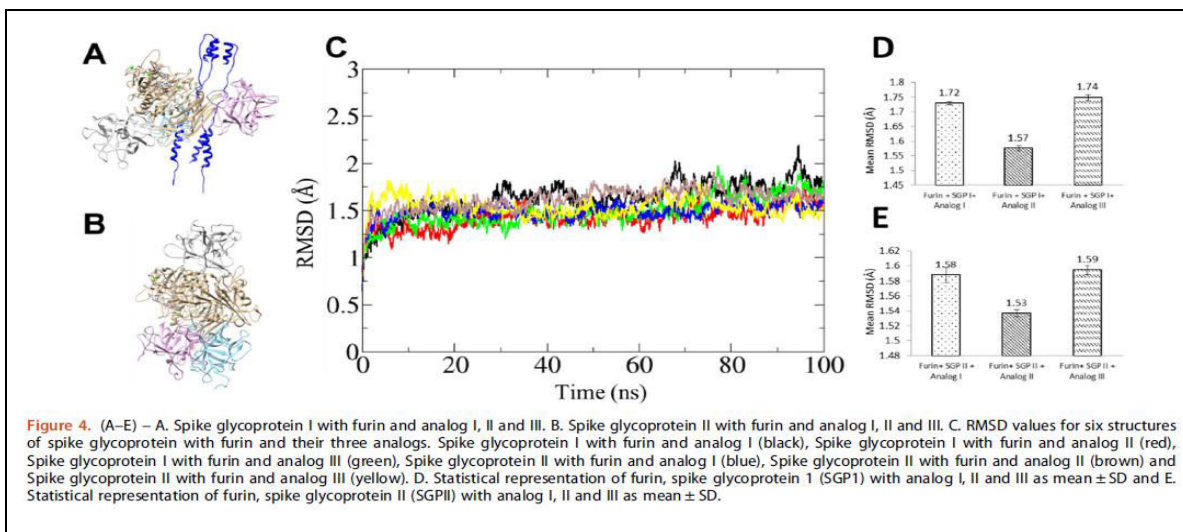 A
C
D
B
E
3
2.5
2
1.5
1
0.5
0
RMSD (Å)
0 20 40 60 80 100
Time (ns)
Mean RMSD (Å)
1.8
1.75
1.7
1.65
1.6
1.55
1.5
1.45
1.72
1.57
1.74
Furin + SGP I+
Analog I
Furin + SGP I+
Analog II
Furin + SGP I+
Analog III
Mean RMSD (Å)
1.62
1.6
1.58
1.56
1.54
1.52
1.5
1.48
1.58
1.53
1.59
Furin+ SGP II +
Analog I
Furin+ SGP II +
Analog II
Furin+ SGP II +
Analog III
Figure 4. (A–E) – A. Spike glycoprotein I with furin and analog I, II and III. B. Spike glycoprotein II with furin and analog I, II and III. C. RMSD values for six structures
of spike glycoprotein with furin and their three analogs. Spike glycoprotein I with furin and analog I (black), Spike glycoprotein I with furin and analog II (red),
Spike glycoprotein I with furin and analog III (green), Spike glycoprotein II with furin and analog I (blue), Spike glycoprotein II with furin and analog II (brown) and
Spike glycoprotein II with furin and analog III (yellow). D. Statistical representation of furin, spike glycoprotein 1 (SGP1) with analog I, II and III as mean ± SD and E.
Statistical representation of furin, spike glycoprotein II (SGPII) with analog I, II and III as mean ± SD.